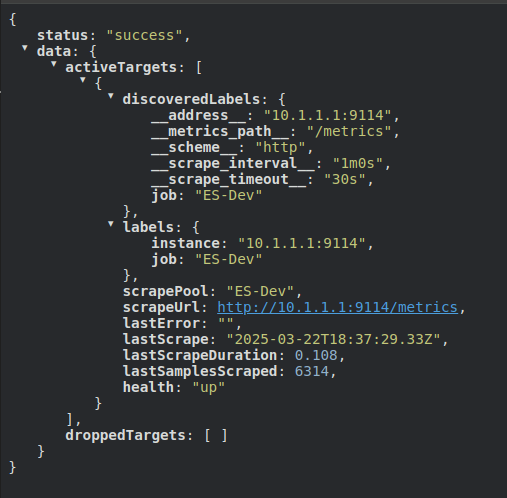 {
status: "success",
data: {
activeTargets: [
{
discoveredLabels: {
__address__: "10.1.1.1:9114",
__metrics_path__: "/metrics",
__scheme__: "http",
__scrape_interval__: "1m0s",
__scrape_timeout__: "30s",
job: "ES-Dev"
},
labels: {
instance: "10.1.1.1:9114",
job: "ES-Dev"
},
scrapePool: "ES-Dev",
scrapeUrl: http://10.1.1.1:9114/metrics,
lastError: "",
lastScrape: "2025-03-22T18:37:29.33Z",
lastScrapeDuration: 0.108,
lastSamplesScraped: 6314,
health: "up"
}
],
droppedTargets: [ ]
}
}